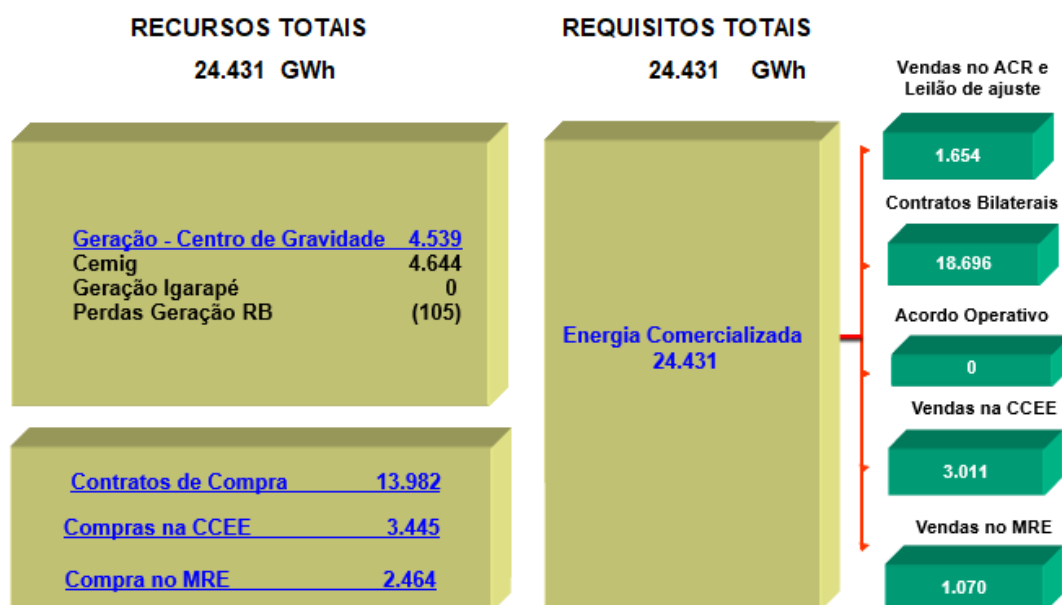 RECURSOS TOTAIS
24.431 GWh
Geração - Centro de Gravidade 4.539
Cemig 4.644
Geração Igarapé 0
Perdas Geração RB (105)
Contratos de Compra 13.982
Compras na CCEE 3.445
Compra no MRE 2.464
REQUISITOS TOTAIS
24.431 GWh
Energia Comercializada
24.431
Vendas no ACR e
Leilão de ajuste
1.654
Contratos Bilaterais
18.696
Acordo Operativo
0
Vendas na CCEE
3.011
Vendas no MRE
1.070